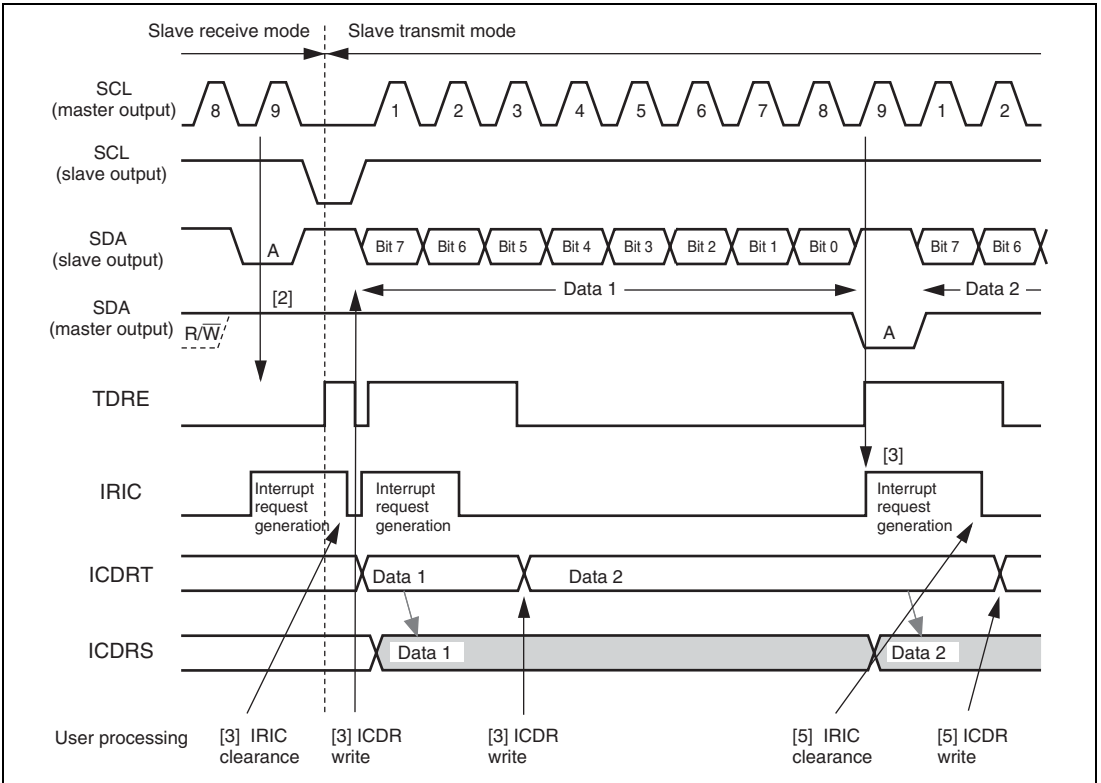 Slave receive mode Slave transmit mode
SCL
(master output)
8 9 1 2 3 4 5 6 7 8 9 1 2
SCL
(slave output)
SDA
(slave output)
A Bit 7 Bit 6 Bit 5 Bit 4 Bit 3 Bit 2 Bit 1 Bit 0 Bit 7 Bit 6
Data 1 Data 2
[2]
SDA
(master output)
R/W̅ A
TDRE
[3]
IRIC
Interrupt
request
generation
Interrupt
request
generation
Interrupt
request
generation
ICDRT
Data 1 Data 2
ICDRS
Data 1 Data 2
User processing
[3] IRIC
clearance
[3] ICDR
write
[3] ICDR
write
[5] IRIC
clearance
[5] ICDR
write